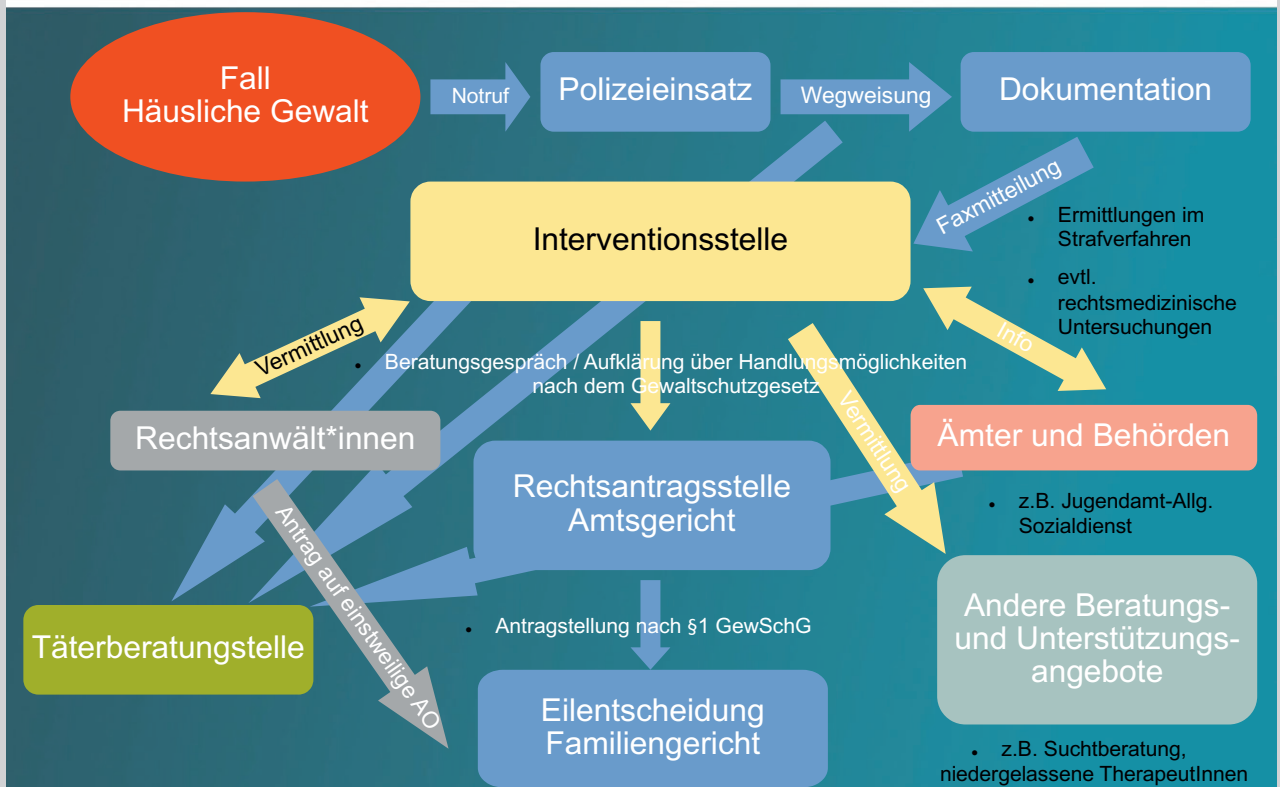 Fall
Häusliche Gewalt
Notruf
Polizeieinsatz
Wegweisung
Dokumentation
Faxmitteilung
Interventionsstelle
Ermittlungen im
Strafverfahren
evtl.
rechtsmedizinische
Untersuchungen
Vermittlung
Info
Beratungsgespräch / Aufklärung über Handlungsmöglichkeiten
nach dem Gewaltschutzgesetz
Vermittlung
Rechtsanwält*innen
Ämter und Behörden
Rechtsantragsstelle
Amtsgericht
z.B. Jugendamt-Allg.
Sozialdienst
Antrag auf einstweilige AO
Andere Beratungs-
und Unterstützungs-
angebote
Täterberatungstelle
Antragstellung nach §1 GewSchG
Eilentscheidung
Familiengericht
z.B. Suchtberatung,
niedergelassene TherapeutInnen